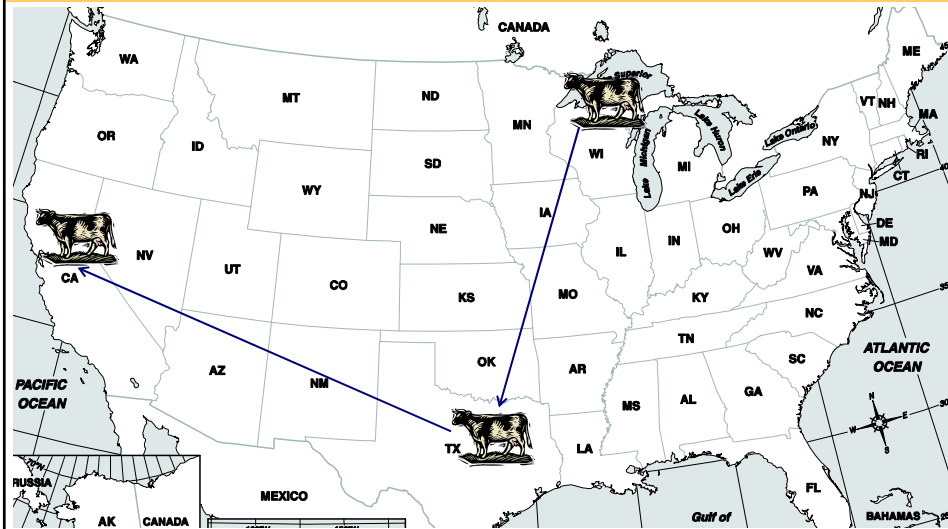 CANADA
WA
MT
ND
MN
Lake Superior
ME
VT
NH
MA
OR
ID
SD
WI
Lake Michigan
Lake Huron
Lake Ontario
NY
MI
RI
CT
WY
Lake Erie
PA
NJ
IA
NE
DE
MD
NV
UT
CO
IL
IN
OH
WV
VA
CA
KS
MO
KY
NC
TN
OK
AR
SC
ATLANTIC
OCEAN
AZ
NM
PACIFIC
OCEAN
MS
AL
GA
N
W
E
S
TX
LA
RUSSIA
MEXICO
FL
AK
CANADA
Gulf of
BAHAMAS